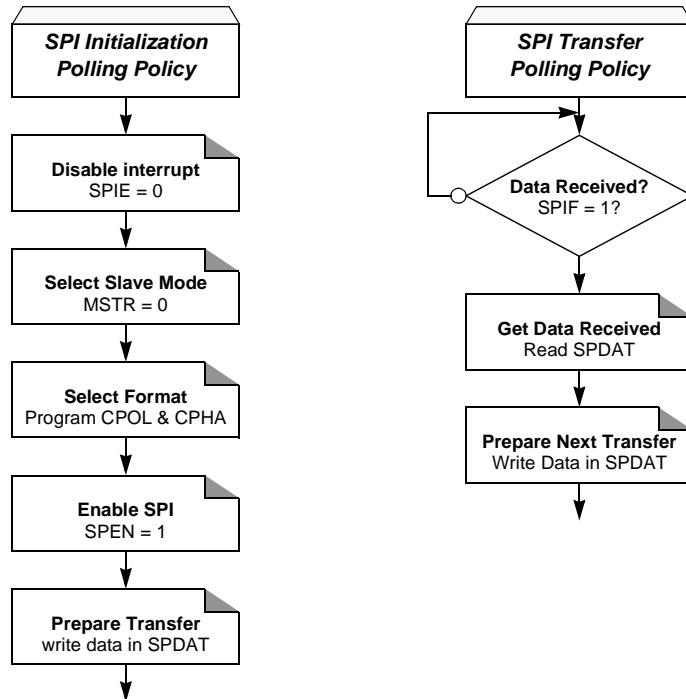 SPI Initialization
Polling Policy
Disable interrupt
SPIE = 0
Select Slave Mode
MSTR = 0
Select Format
Program CPOL & CPHA
Enable SPI
SPEN = 1
Prepare Transfer
write data in SPDAT
SPI Transfer
Polling Policy
Data Received?
SPIF = 1?
Get Data Received
Read SPDAT
Prepare Next Transfer
Write Data in SPDAT